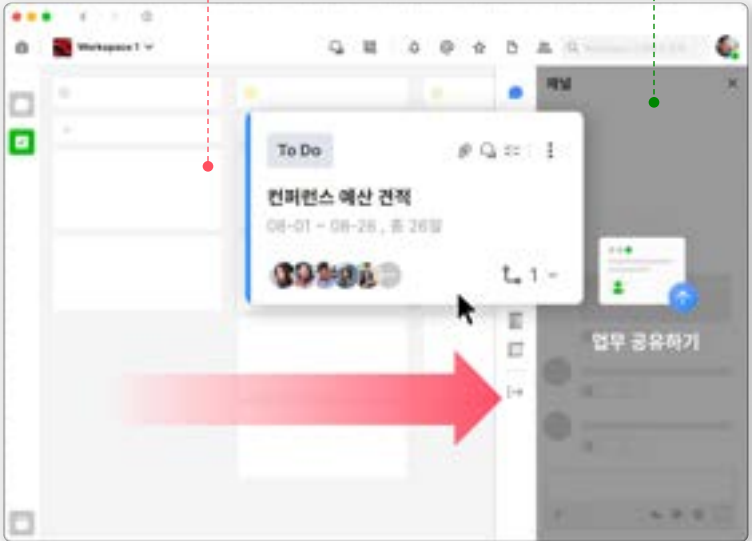 Workspace 1
패널
To Do
컨퍼런스 예산 견적
08-01 - 08-26 , 총 26일
1
업무 공유하기